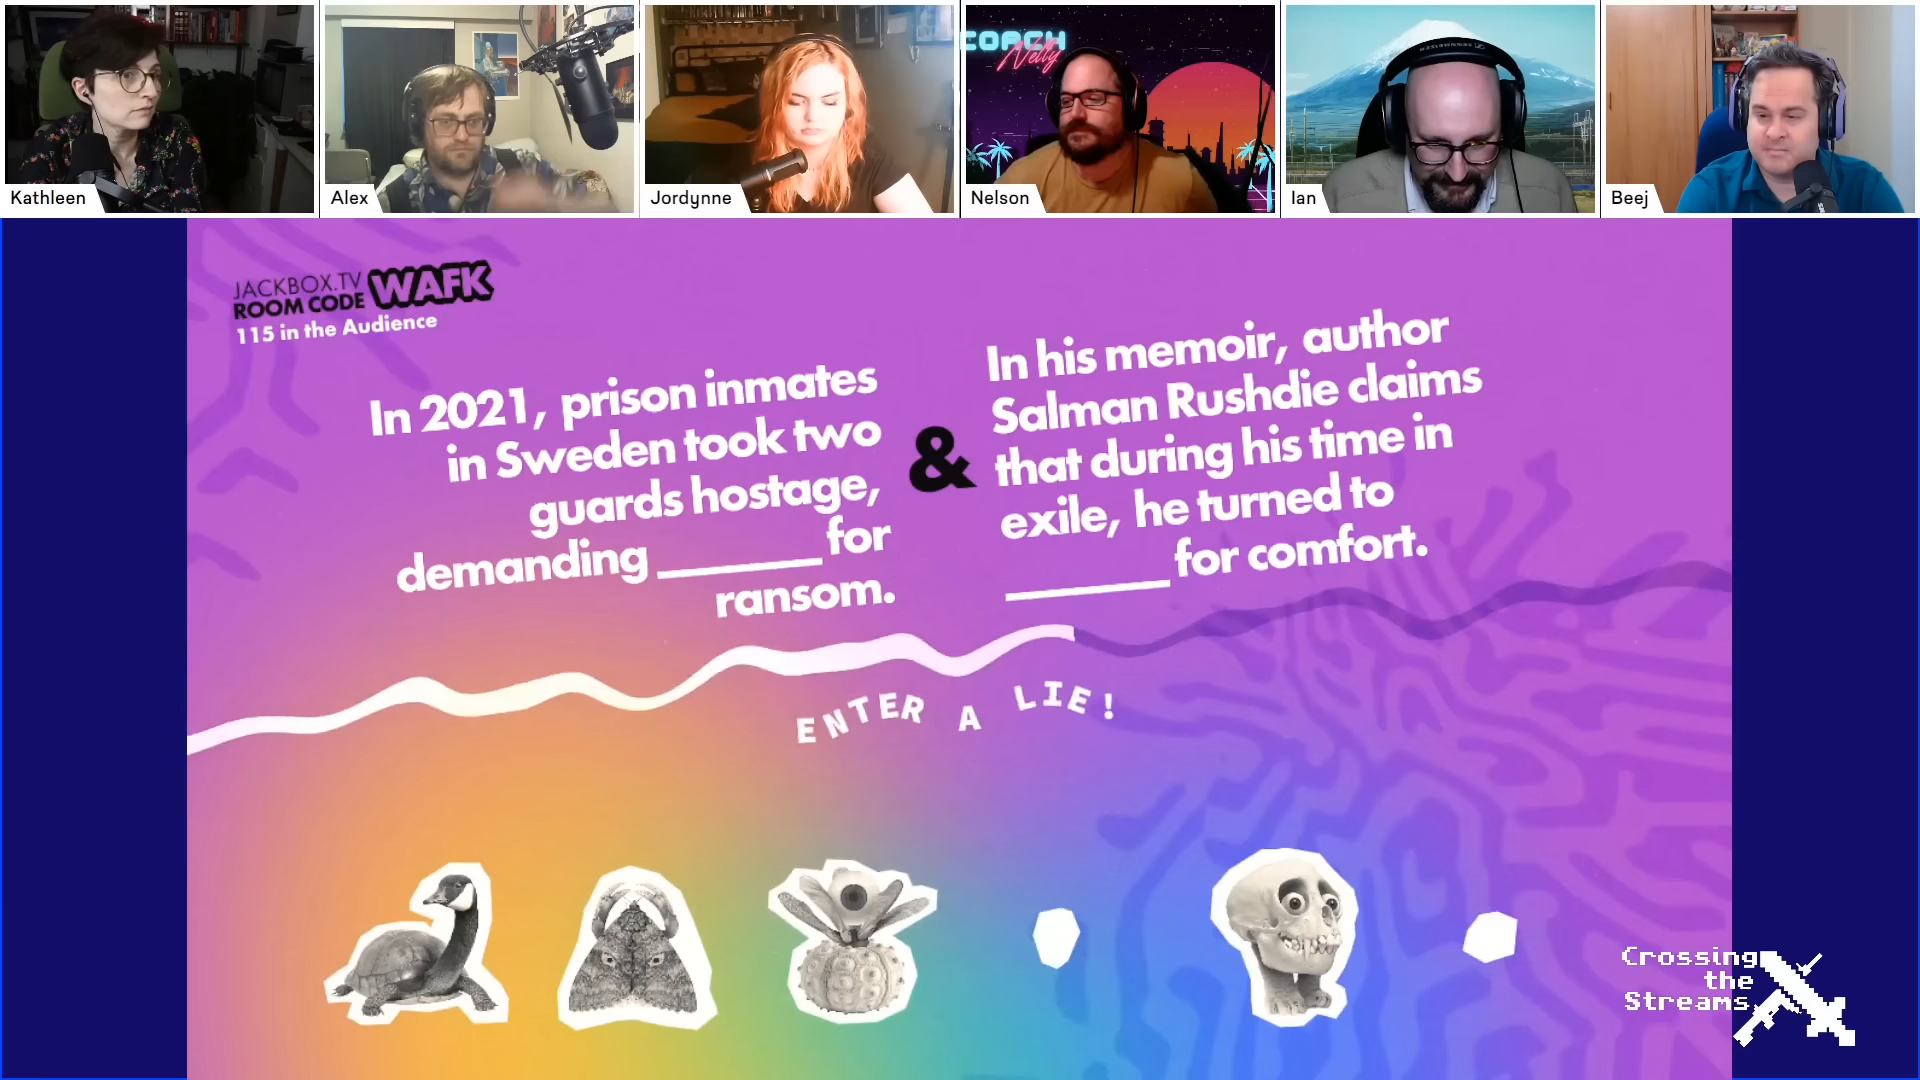 Kathleen
Alex
Jordynne
COACH
Nelly
Nelson
Ian
Beej
JACKBOX.TV
ROOM CODE WAFK
115 in the Audience
In 2021, prison inmates
in Sweden took two
guards hostage,
demanding ______ for
ransom.
&
In his memoir, author
Salman Rushdie claims
that during his time in
exile, he turned to
______ for comfort.
ENTER A LIE!
Crossing
the
Streams